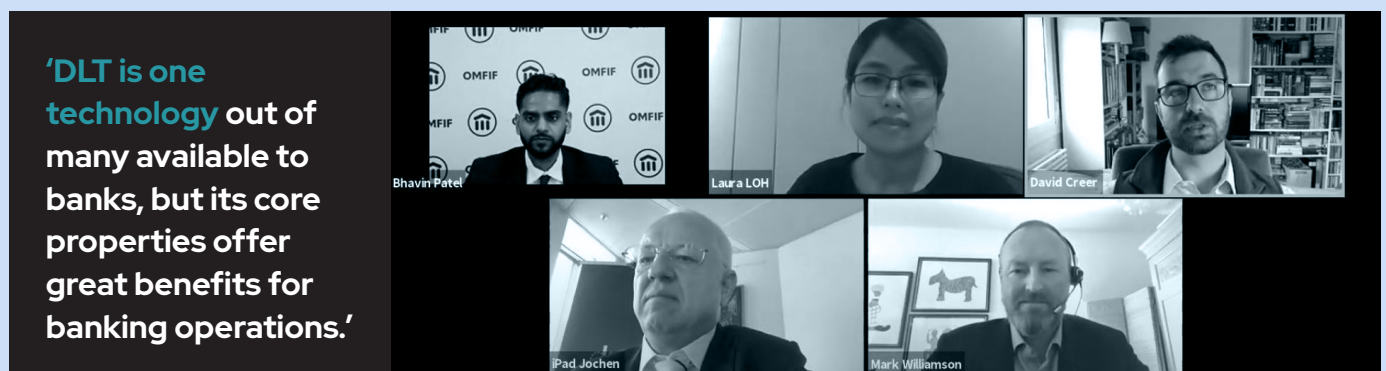 ‘DLT is one
technology out of
many available to
banks, but its core
properties offer
great benefits for
banking operations.’
OMFIF
OMFIF
OMFIF
OMFIF
Bhavin Patel
Laura LOH
David Creer
iPad Jochen
Mark Williamson